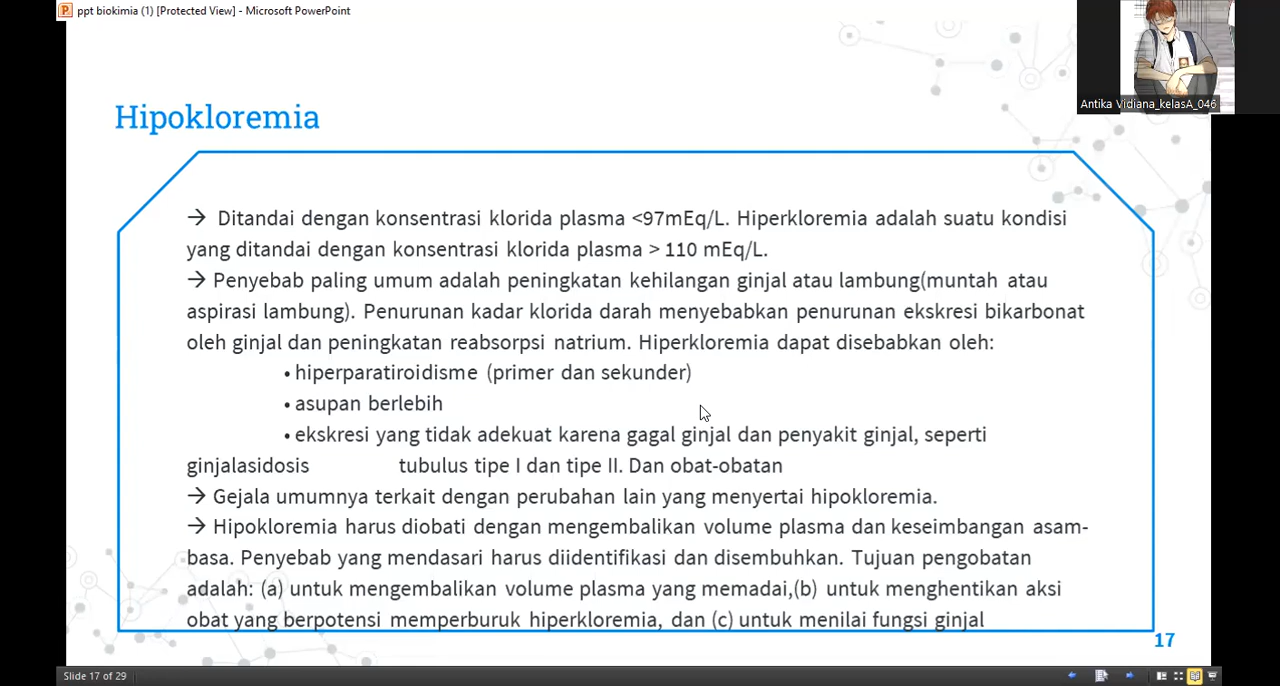 ppt biokimia (1) [Protected View] - Microsoft PowerPoint
Antika Vidiana_kelasA_046
Hipokloremia
→ Ditandai dengan konsentrasi klorida plasma <97mEq/L. Hiperkloremia adalah suatu kondisi
yang ditandai dengan konsentrasi klorida plasma > 110 mEq/L.
→ Penyebab paling umum adalah peningkatan kehilangan ginjal atau lambung(muntah atau
aspirasi lambung). Penurunan kadar klorida darah menyebabkan penurunan ekskresi bikarbonat
oleh ginjal dan peningkatan reabsorpsi natrium. Hiperkloremia dapat disebabkan oleh:
• hiperparatiroidisme (primer dan sekunder)
• asupan berlebih
• ekskresi yang tidak adekuat karena gagal ginjal dan penyakit ginjal, seperti
ginjalasidosis tubulus tipe I dan tipe II. Dan obat-obatan
→ Gejala umumnya terkait dengan perubahan lain yang menyertai hipokloremia.
→ Hipokloremia harus diobati dengan mengembalikan volume plasma dan keseimbangan asam-
basa. Penyebab yang mendasari harus diidentifikasi dan disembuhkan. Tujuan pengobatan
adalah: (a) untuk mengembalikan volume plasma yang memadai,(b) untuk menghentikan aksi
obat yang berpotensi memperburuk hiperkloremia, dan (c) untuk menilai fungsi ginjal
17
Slide 17 of 29